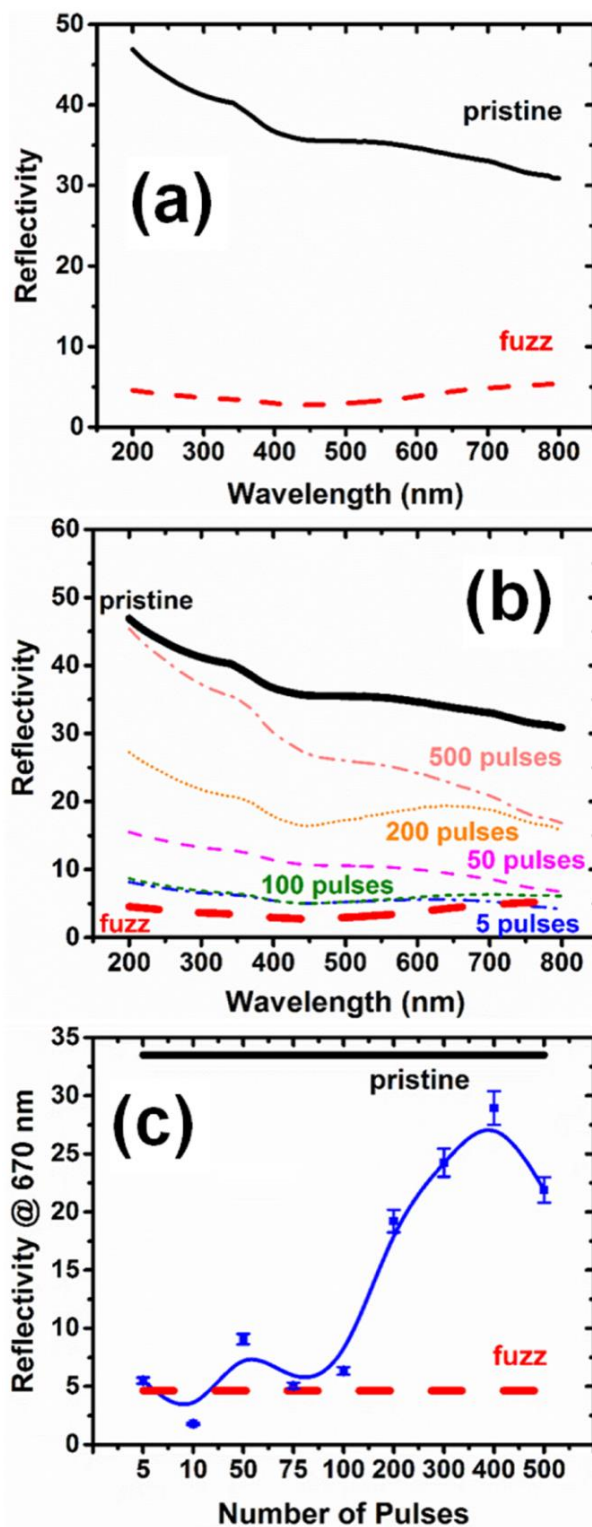 50
40
30
20
10
0
Reflectivity
(a)
pristine
fuzz
200 300 400 500 600 700 800
Wavelength (nm)
60
50
40
30
20
10
0
Reflectivity
pristine
(b)
500 pulses
200 pulses
50 pulses
100 pulses
fuzz
5 pulses
200 300 400 500 600 700 800
Wavelength (nm)
35
30
25
20
15
10
5
0
Reflectivity @ 670 nm
pristine
(c)
fuzz
5 10 50 75 100 200 300 400 500
Number of Pulses